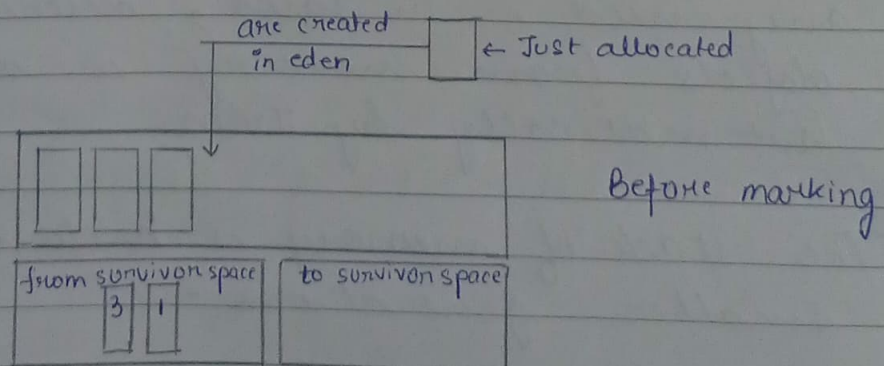 are created
in eden
← Just allocated
Before marking
from survivor space
to survivor space
3 1